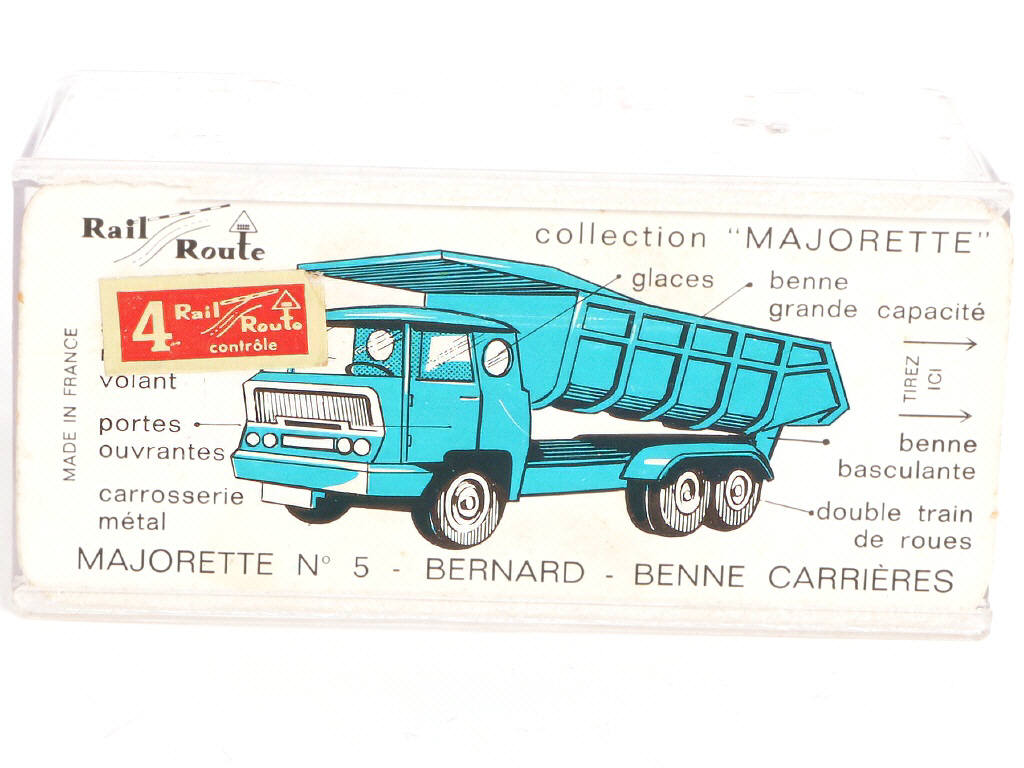 Rail
Route
collection "MAJORETTE"
4 Rail
Route
contrôle
glaces
benne
grande capacité
volant
portes
ouvrantes
carrosserie
métal
MADE IN FRANCE
TIREZ
ICI
benne
basculante
double train
de roues
MAJORETTE N° 5 - BERNARD - BENNE CARRIÈRES